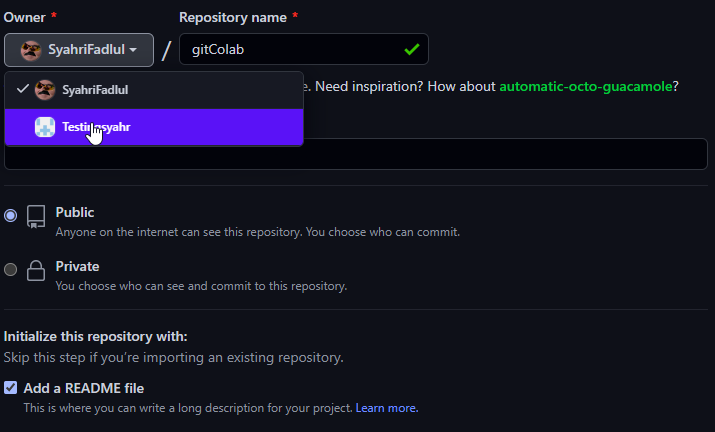 Owner * Repository name *
SyahriFadlul / gitColab
SyahriFadlul
e. Need inspiration? How about automatic-octo-guacamole?
Testingsyahr
Public
Anyone on the internet can see this repository. You choose who can commit.
Private
You choose who can see and commit to this repository.
Initialize this repository with:
Skip this step if you’re importing an existing repository.
Add a README file
This is where you can write a long description for your project. Learn more.